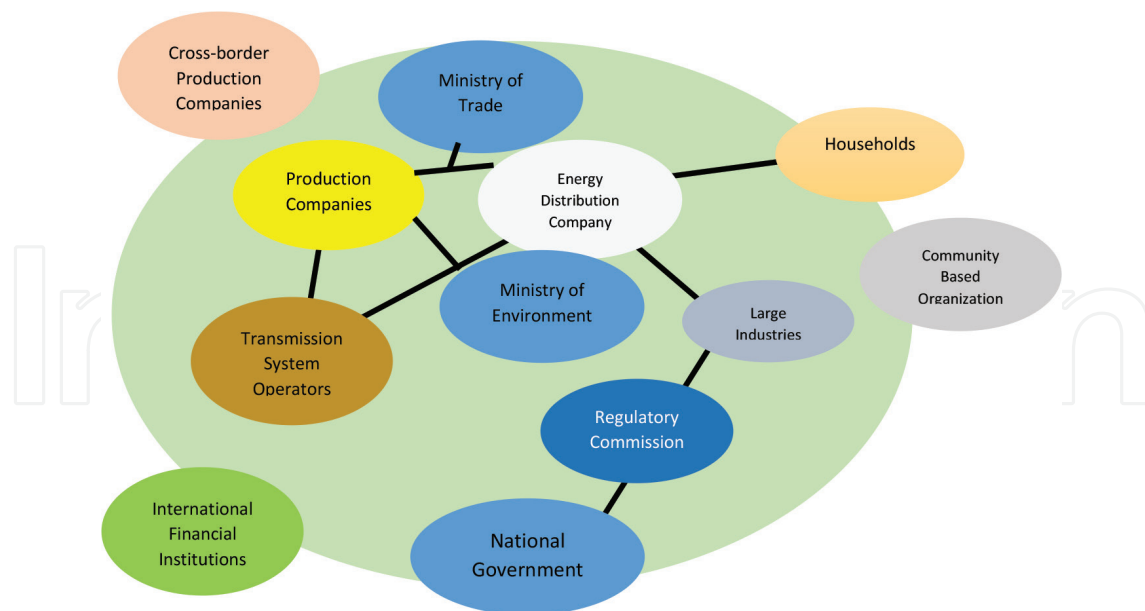 Cross-border
Production
Companies
Ministry of
Trade
Households
Production
Companies
Energy
Distribution
Company
Community
Based
Organization
Ministry of
Environment
Large
Industries
Transmission
System
Operators
Regulatory
Commission
International
Financial
Institutions
National
Government